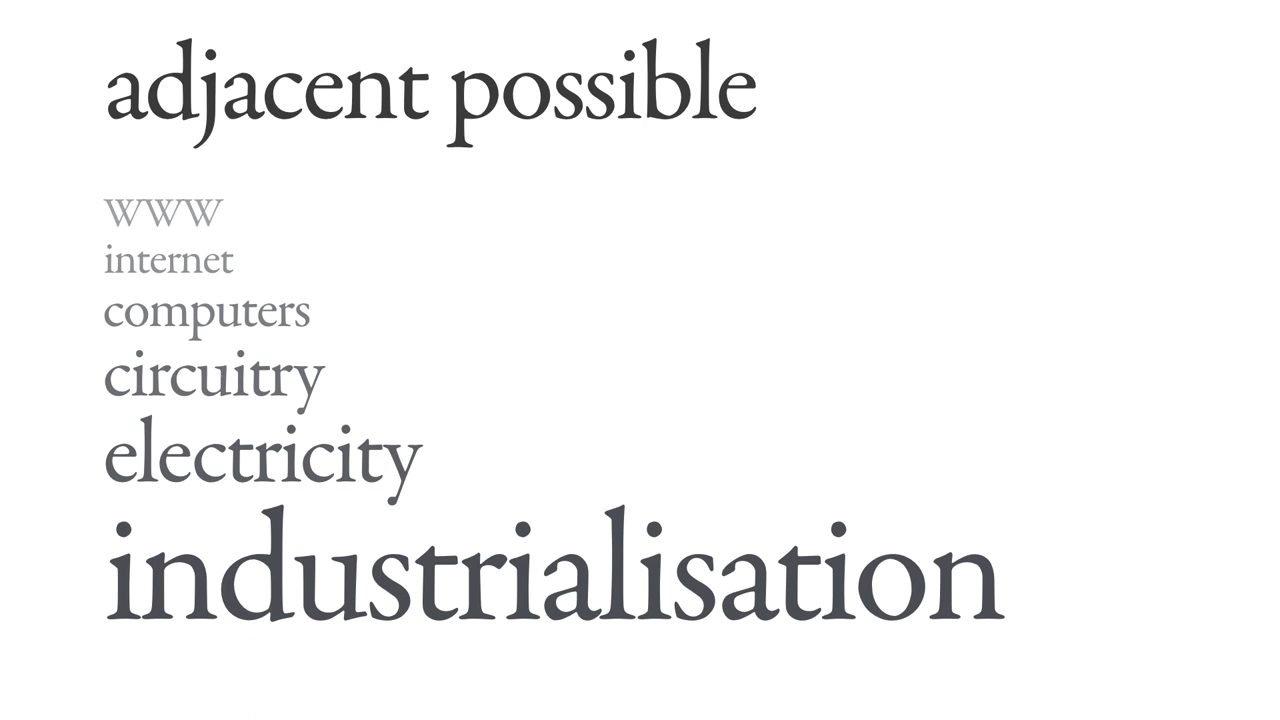 adjacent possible
www
internet
computers
circuitry
electricity
industrialisation